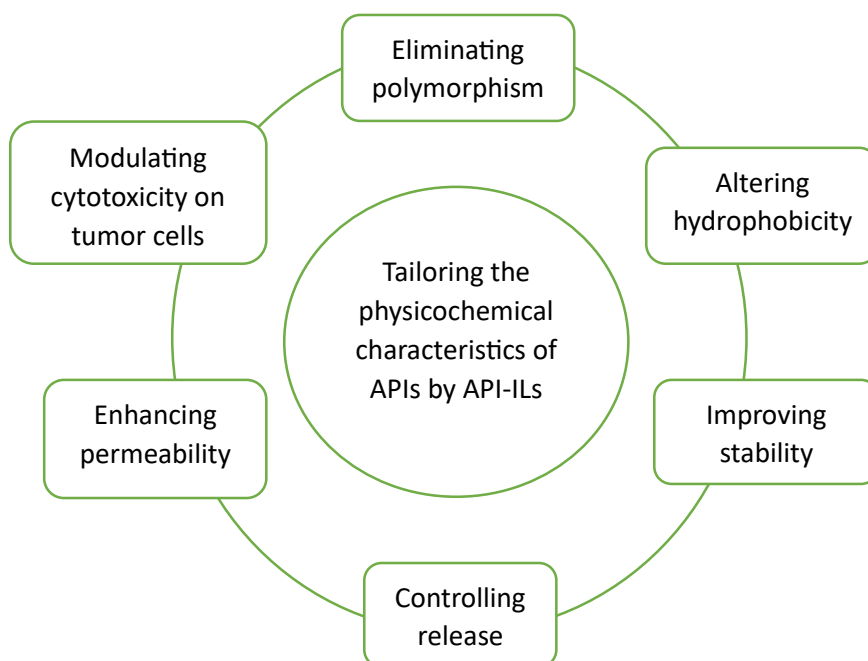 Eliminating
polymorphism
Modulating
cytotoxicity on
tumor cells
Altering
hydrophobicity
Tailoring the
physicochemical
characteristics of
APIs by API-ILs
Enhancing
permeability
Improving
stability
Controlling
release